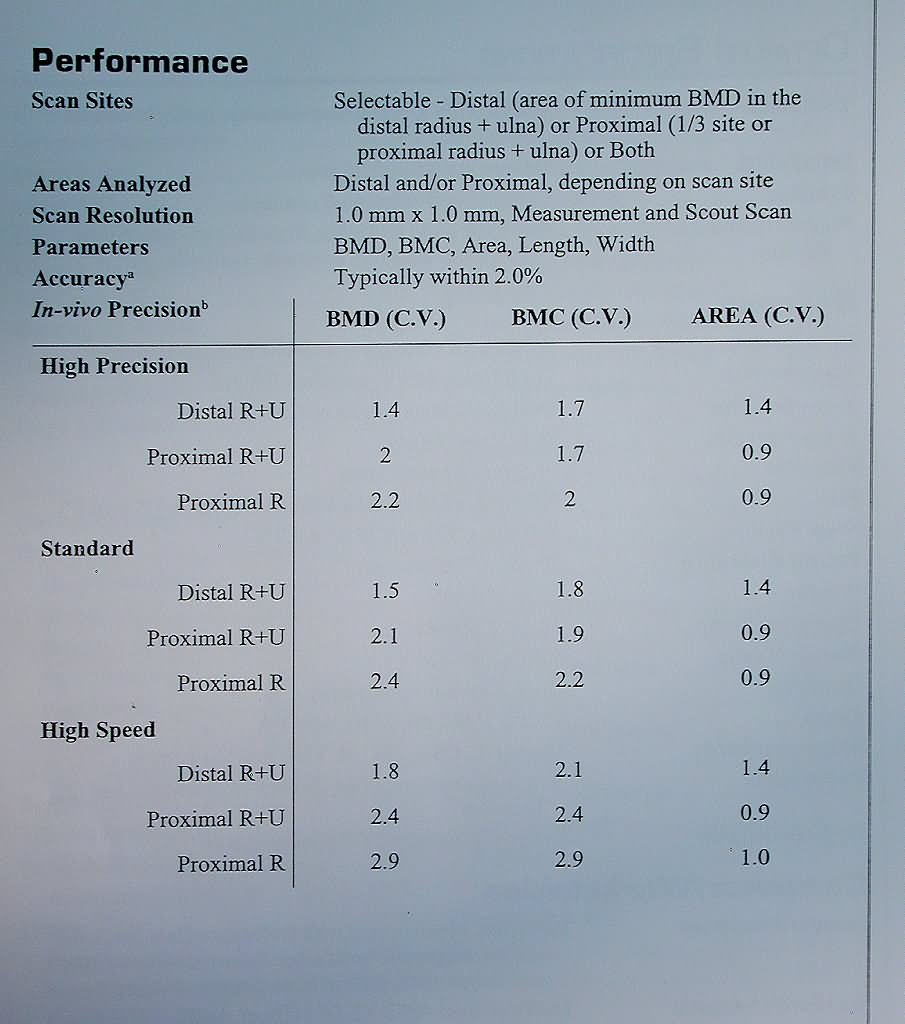 Performance
Scan Sites Selectable - Distal (area of minimum BMD in the
distal radius + ulna) or Proximal (1/3 site or
proximal radius + ulna) or Both
Areas Analyzed Distal and/or Proximal, depending on scan site
Scan Resolution 1.0 mm x 1.0 mm, Measurement and Scout Scan
Parameters BMD, BMC, Area, Length, Width
Accuracyᵃ Typically within 2.0%
In-vivo Precisionᵇ BMD (C.V.) BMC (C.V.) AREA (C.V.)
High Precision
Distal R+U 1.4 1.7 1.4
Proximal R+U 2 1.7 0.9
Proximal R 2.2 2 0.9
Standard
Distal R+U 1.5 1.8 1.4
Proximal R+U 2.1 1.9 0.9
Proximal R 2.4 2.2 0.9
High Speed
Distal R+U 1.8 2.1 1.4
Proximal R+U 2.4 2.4 0.9
Proximal R 2.9 2.9 1.0